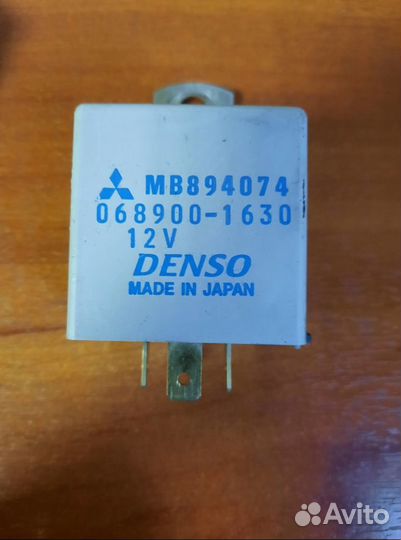 MB894074
068900-1630
12V
DENSO
MADE IN JAPAN
Avito